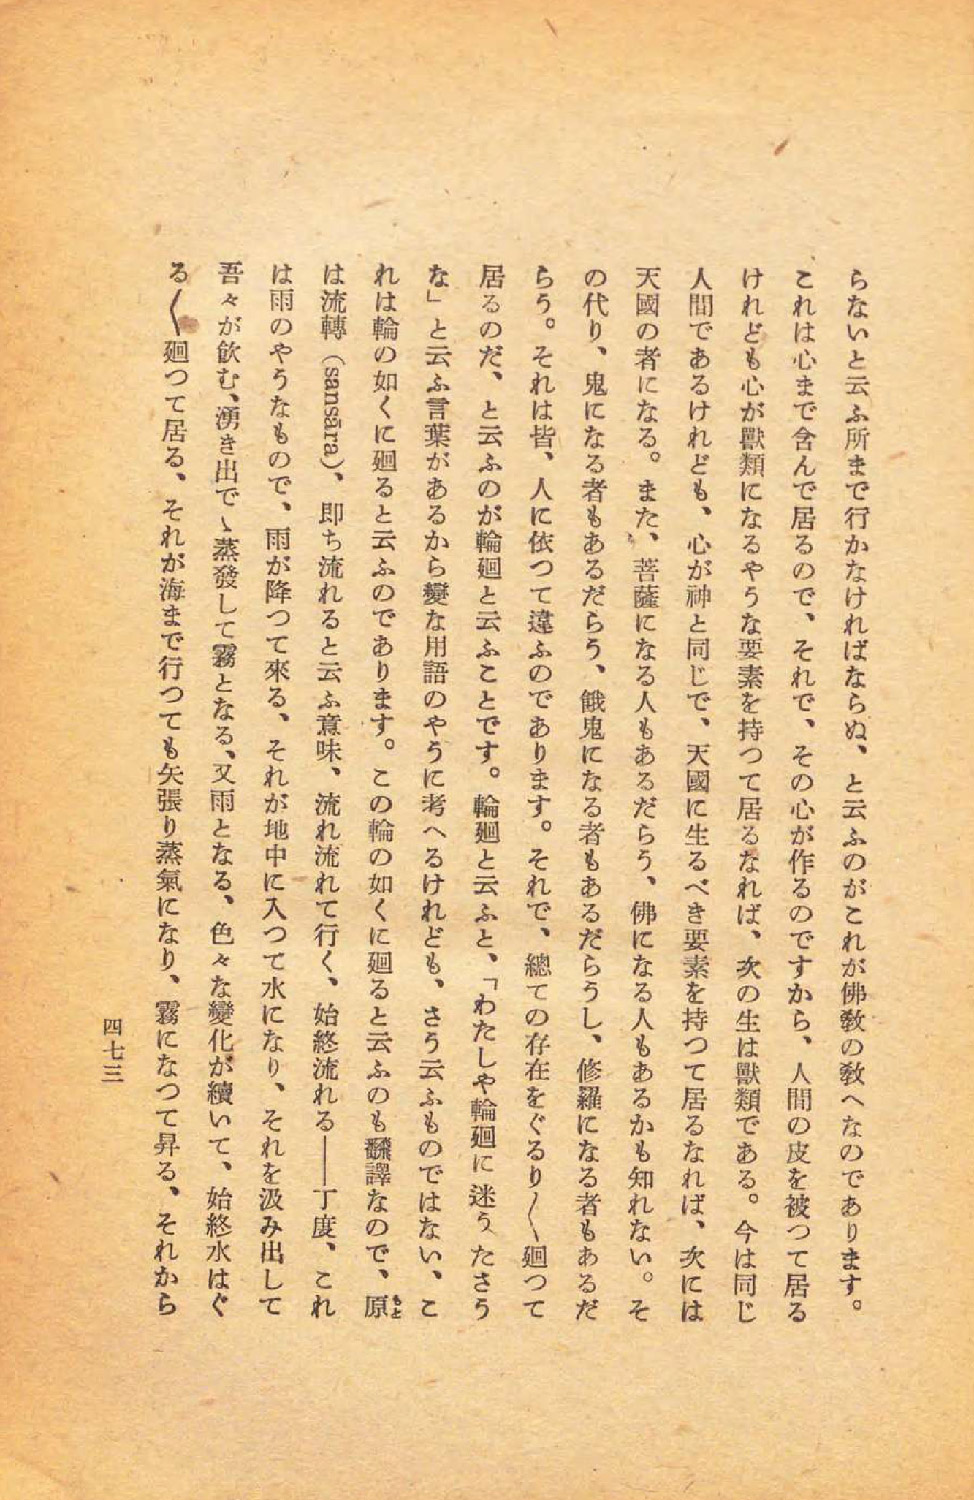 らないと云ふ所まで行かなければならぬ、と云ふのがこれが佛敎の敎へなのであります。
これは心まで含んで居るので、それで、その心が作るのですから、人間の皮を被つて居る
けれども心が獸類になるやうな要素を持つて居るなれば、次の生は獸類である。今は同じ
人間であるけれども、心が神と同じで、天國に生るべき要素を持つて居るなれば、次には
天國の者になる。また、菩薩になる人もあるだらう、佛になる人もあるかも知れない。そ
の代り、鬼になる者もあるだらう、餓鬼になる者もあるだらうし、修羅になる者もあるだ
らう。それは皆、人に依つて違ふのであります。それで、總ての存在をぐるり〱廻つて
居るのだ、と云ふのが輪廻と云ふことです。輪廻と云ふと、「わたしや輪廻に迷うたさう
な」と云ふ言葉があるから變な用語のやうに考へるけれども、さう云ふものではない、こ
れは輪の如くに廻ると云ふのであります。この輪の如くに廻ると云ふのも飜譯なので、原もと
は流轉（sansāra）、卽ち流れると云ふ意味、流れ流れて行く、始終流れる――丁度、これ
は雨のやうなもので、雨が降つて來る、それが地中に入つて水になり、それを汲み出して
吾々が飮む、湧き出でゝ蒸發して霧となる、又雨となる、色々な變化が續いて、始終水はぐ
る〱廻つて居る、それが海まで行つても矢張り蒸氣になり、霧になつて昇る、それから
四七三